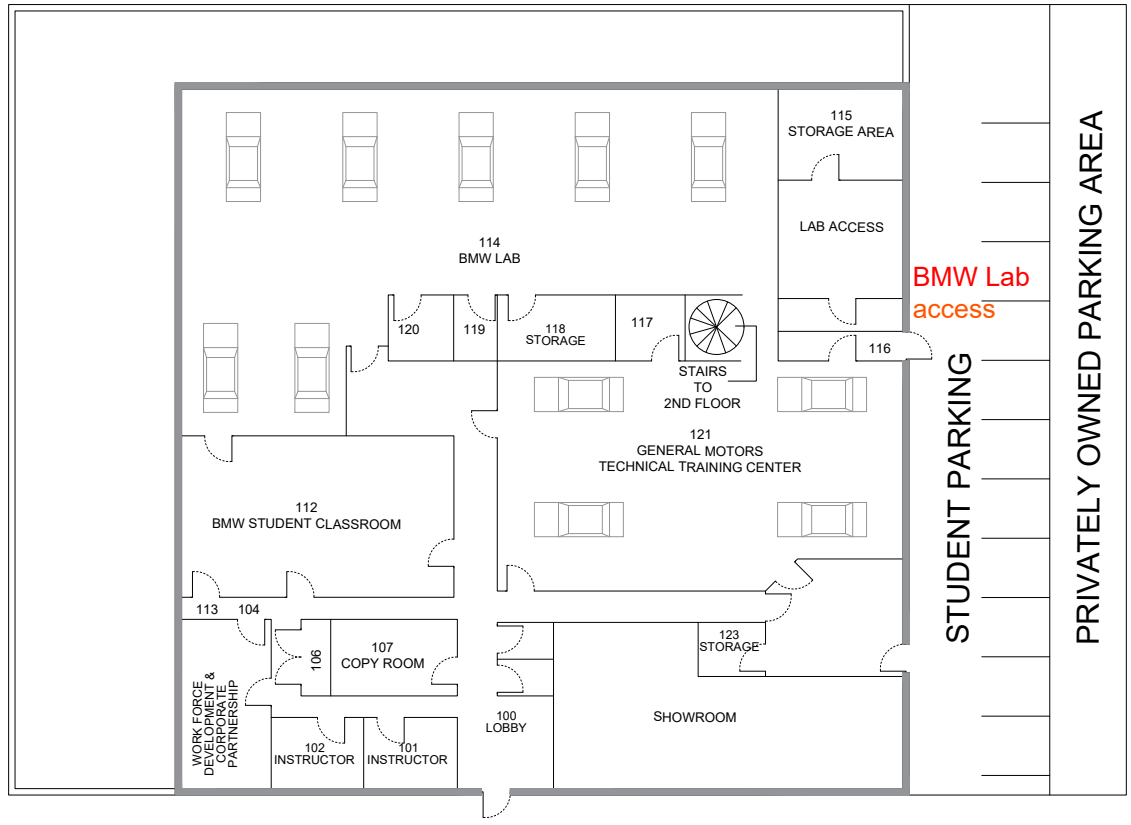 115
STORAGE AREA
LAB ACCESS
114
BMW LAB
BMW Lab
access
120
119
118
STORAGE
117
116
STAIRS
TO
2ND FLOOR
121
GENERAL MOTORS
TECHNICAL TRAINING CENTER
112
BMW STUDENT CLASSROOM
113
104
106
107
COPY ROOM
123
STORAGE
WORK FORCE
DEVELOPMENT &
CORPORATE
PARTNERSHIP
102
INSTRUCTOR
101
INSTRUCTOR
100
LOBBY
SHOWROOM
STUDENT PARKING
PRIVATELY OWNED PARKING AREA